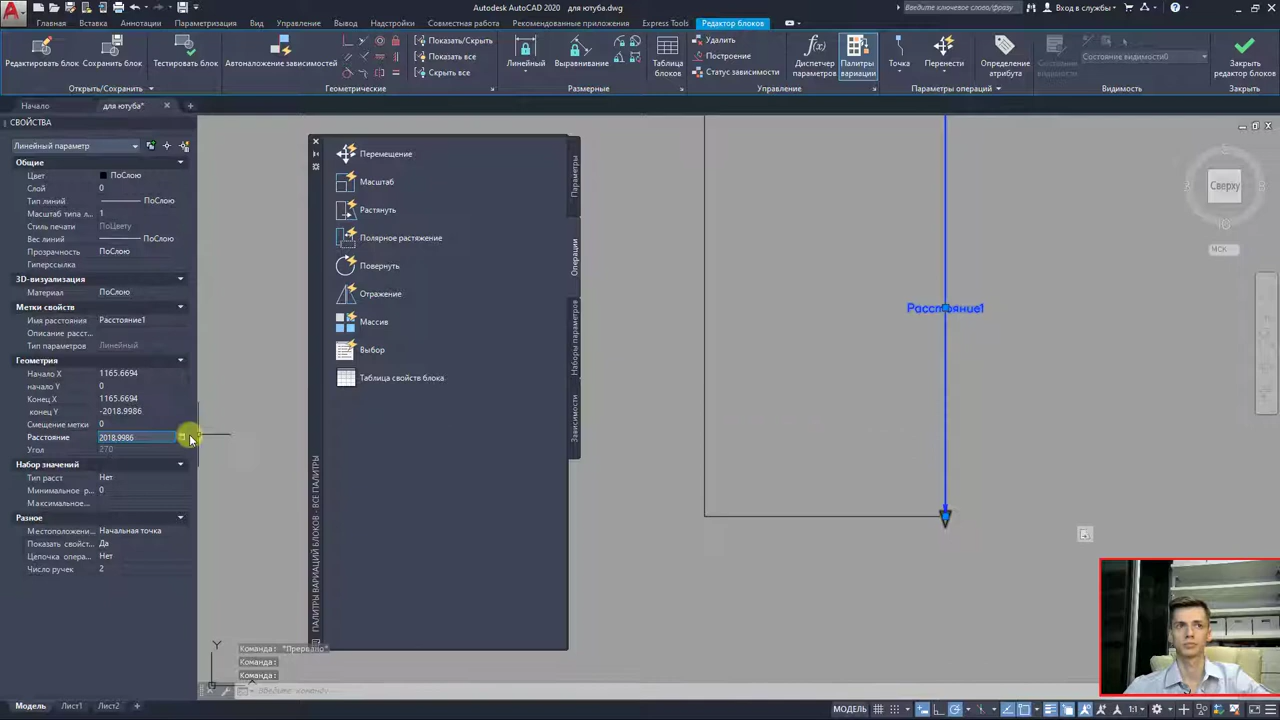 Autodesk AutoCAD 2020 для ютуба.dwg
Введите ключевое слово/фразу
Вход в службы
Главная Вставка Аннотации Параметризация Вид Управление Вывод Надстройки Совместная работа Рекомендованные приложения Express Tools Редактор блоков
Редактировать блок
Сохранить блок
Тестировать блок
Автоналожение зависимостей
Показать/Скрыть
Показать все
Скрыть все
Линейный
Выравнивание
Таблица блоков
Удалить
Построение
Статус зависимости
Диспетчер параметров
Палитры вариации
Точка
Перенести
Определение атрибута
Состояния видимости
Состояние видимости0
Закрыть редактор блоков
Открыть/Сохранить
Геометрические
Размерные
Управление
Параметры операций
Видимость
Закрыть
Начало
для ютуба*
СВОЙСТВА
Линейный параметр
Общие
Цвет ПоСлою
Слой 0
Тип линий ПоСлою
Масштаб типа л... 1
Стиль печати ПоЦвету
Вес линий ПоСлою
Прозрачность ПоСлою
Гиперссылка
3D-визуализация
Материал ПоСлою
Метки свойств
Имя расстояния Расстояние1
Описание расст...
Тип параметров Линейный
Геометрия
Начало X 1165.6694
начало Y 0
Конец X 1165.6694
конец Y -2018.9986
Смещение метки 0
Расстояние 2018.9986
Угол 270
Набор значений
Тип расст Нет
Минимальное р... 0
Максимальное...
Разное
Местоположени... Начальная точка
Показать свойст... Да
Цепочка опера... Нет
Число ручек 2
Перемещение
Масштаб
Растянуть
Полярное растяжение
Повернуть
Отражение
Массив
Выбор
Таблица свойств блока
Параметры
Операции
Наборы параметров
Зависимости
ПАЛИТРЫ ВАРИАЦИЙ БЛОКОВ - ВСЕ ПАЛИТРЫ
Расстояние1
Сверху
МСК
Y
Команда: *Прервано*
Команда:
Команда:
Введите команду
Модель Лист1 Лист2
МОДЕЛЬ
1:1